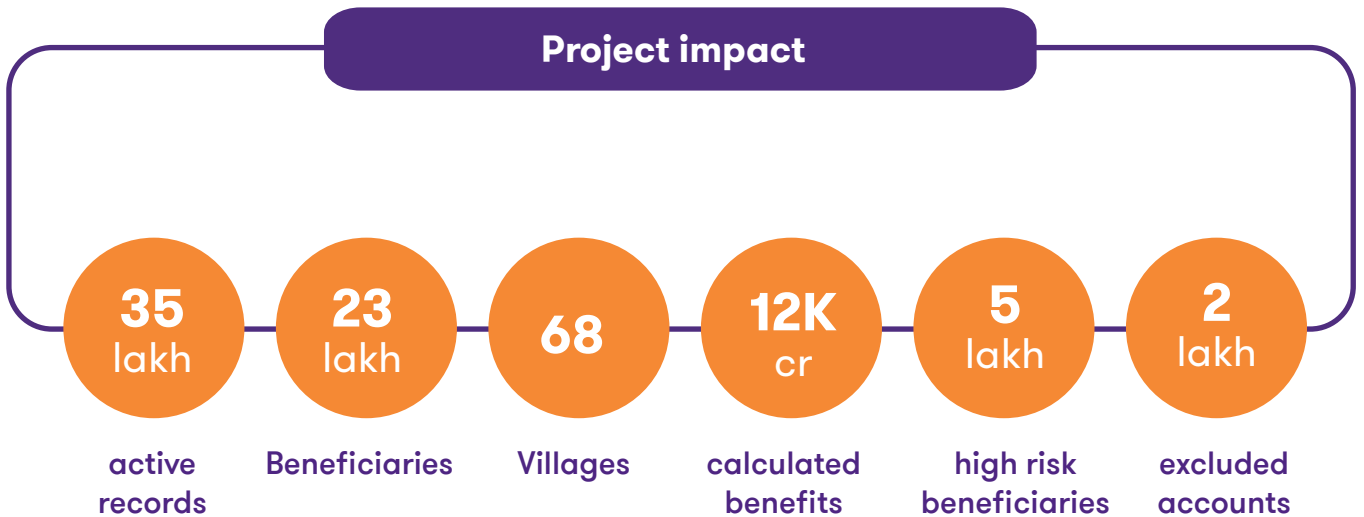 Project impact
35
lakh
active
records
23
lakh
Beneficiaries
68
Villages
12K
cr
calculated
benefits
5
lakh
high risk
beneficiaries
2
lakh
excluded
accounts